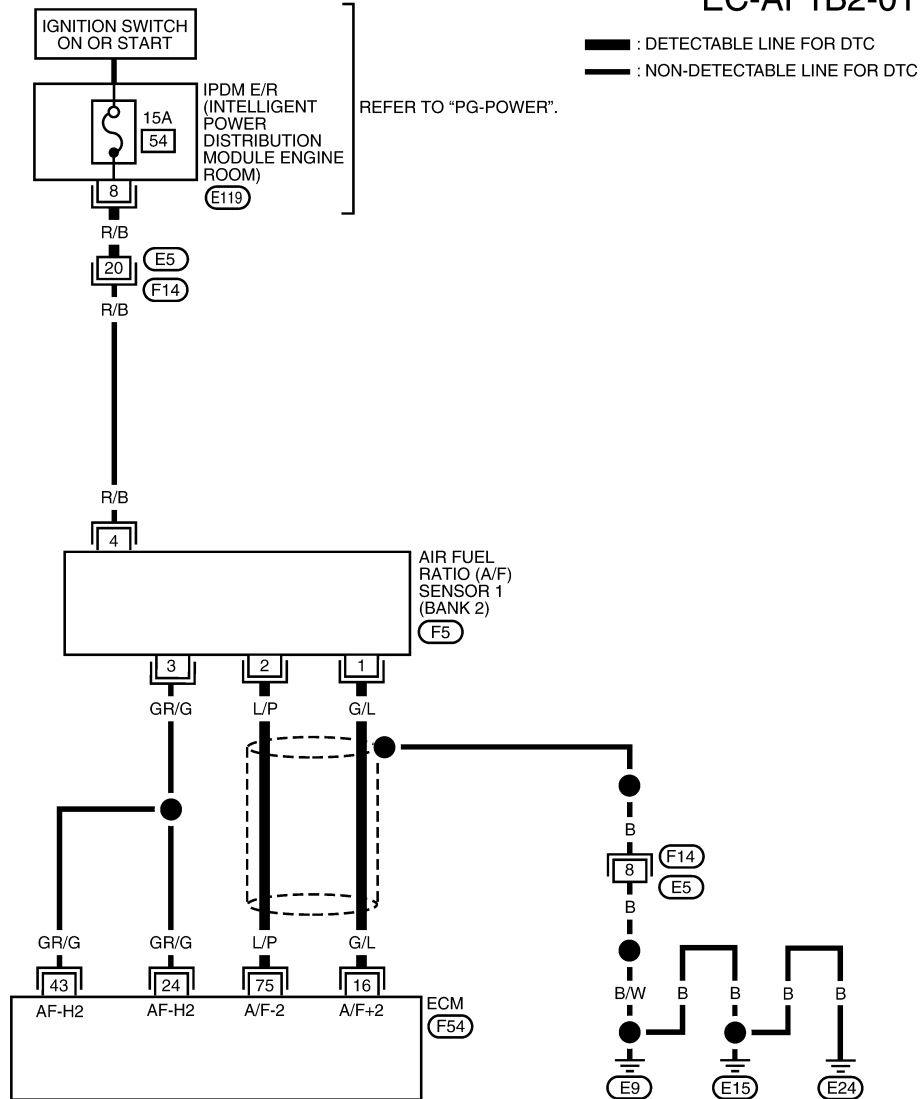 EC-AF1B2-01
IGNITION SWITCH
ON OR START
: DETECTABLE LINE FOR DTC
: NON-DETECTABLE LINE FOR DTC
15A
54
IPDM E/R
(INTELLIGENT
POWER
DISTRIBUTION
MODULE ENGINE
ROOM)
E119
REFER TO “PG-POWER”.
8
R/B
20
E5
F14
R/B
R/B
4
AIR FUEL
RATIO (A/F)
SENSOR 1
(BANK 2)
F5
3 2 1
GR/G L/P G/L
B
8
F14
E5
B
GR/G GR/G L/P G/L
43 24 75 16
AF-H2 AF-H2 A/F-2 A/F+2
ECM
F54
B/W B B B B
E9 E15 E24